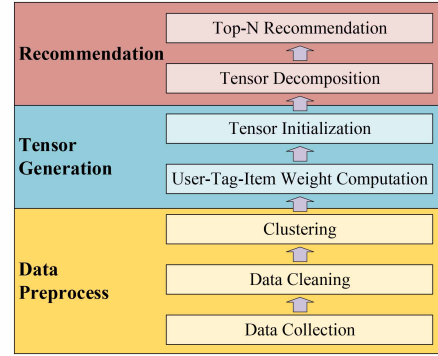 Recommendation
Top-N Recommendation
Tensor Decomposition
Tensor
Generation
Tensor Initialization
User-Tag-Item Weight Computation
Data
Preprocess
Clustering
Data Cleaning
Data Collection